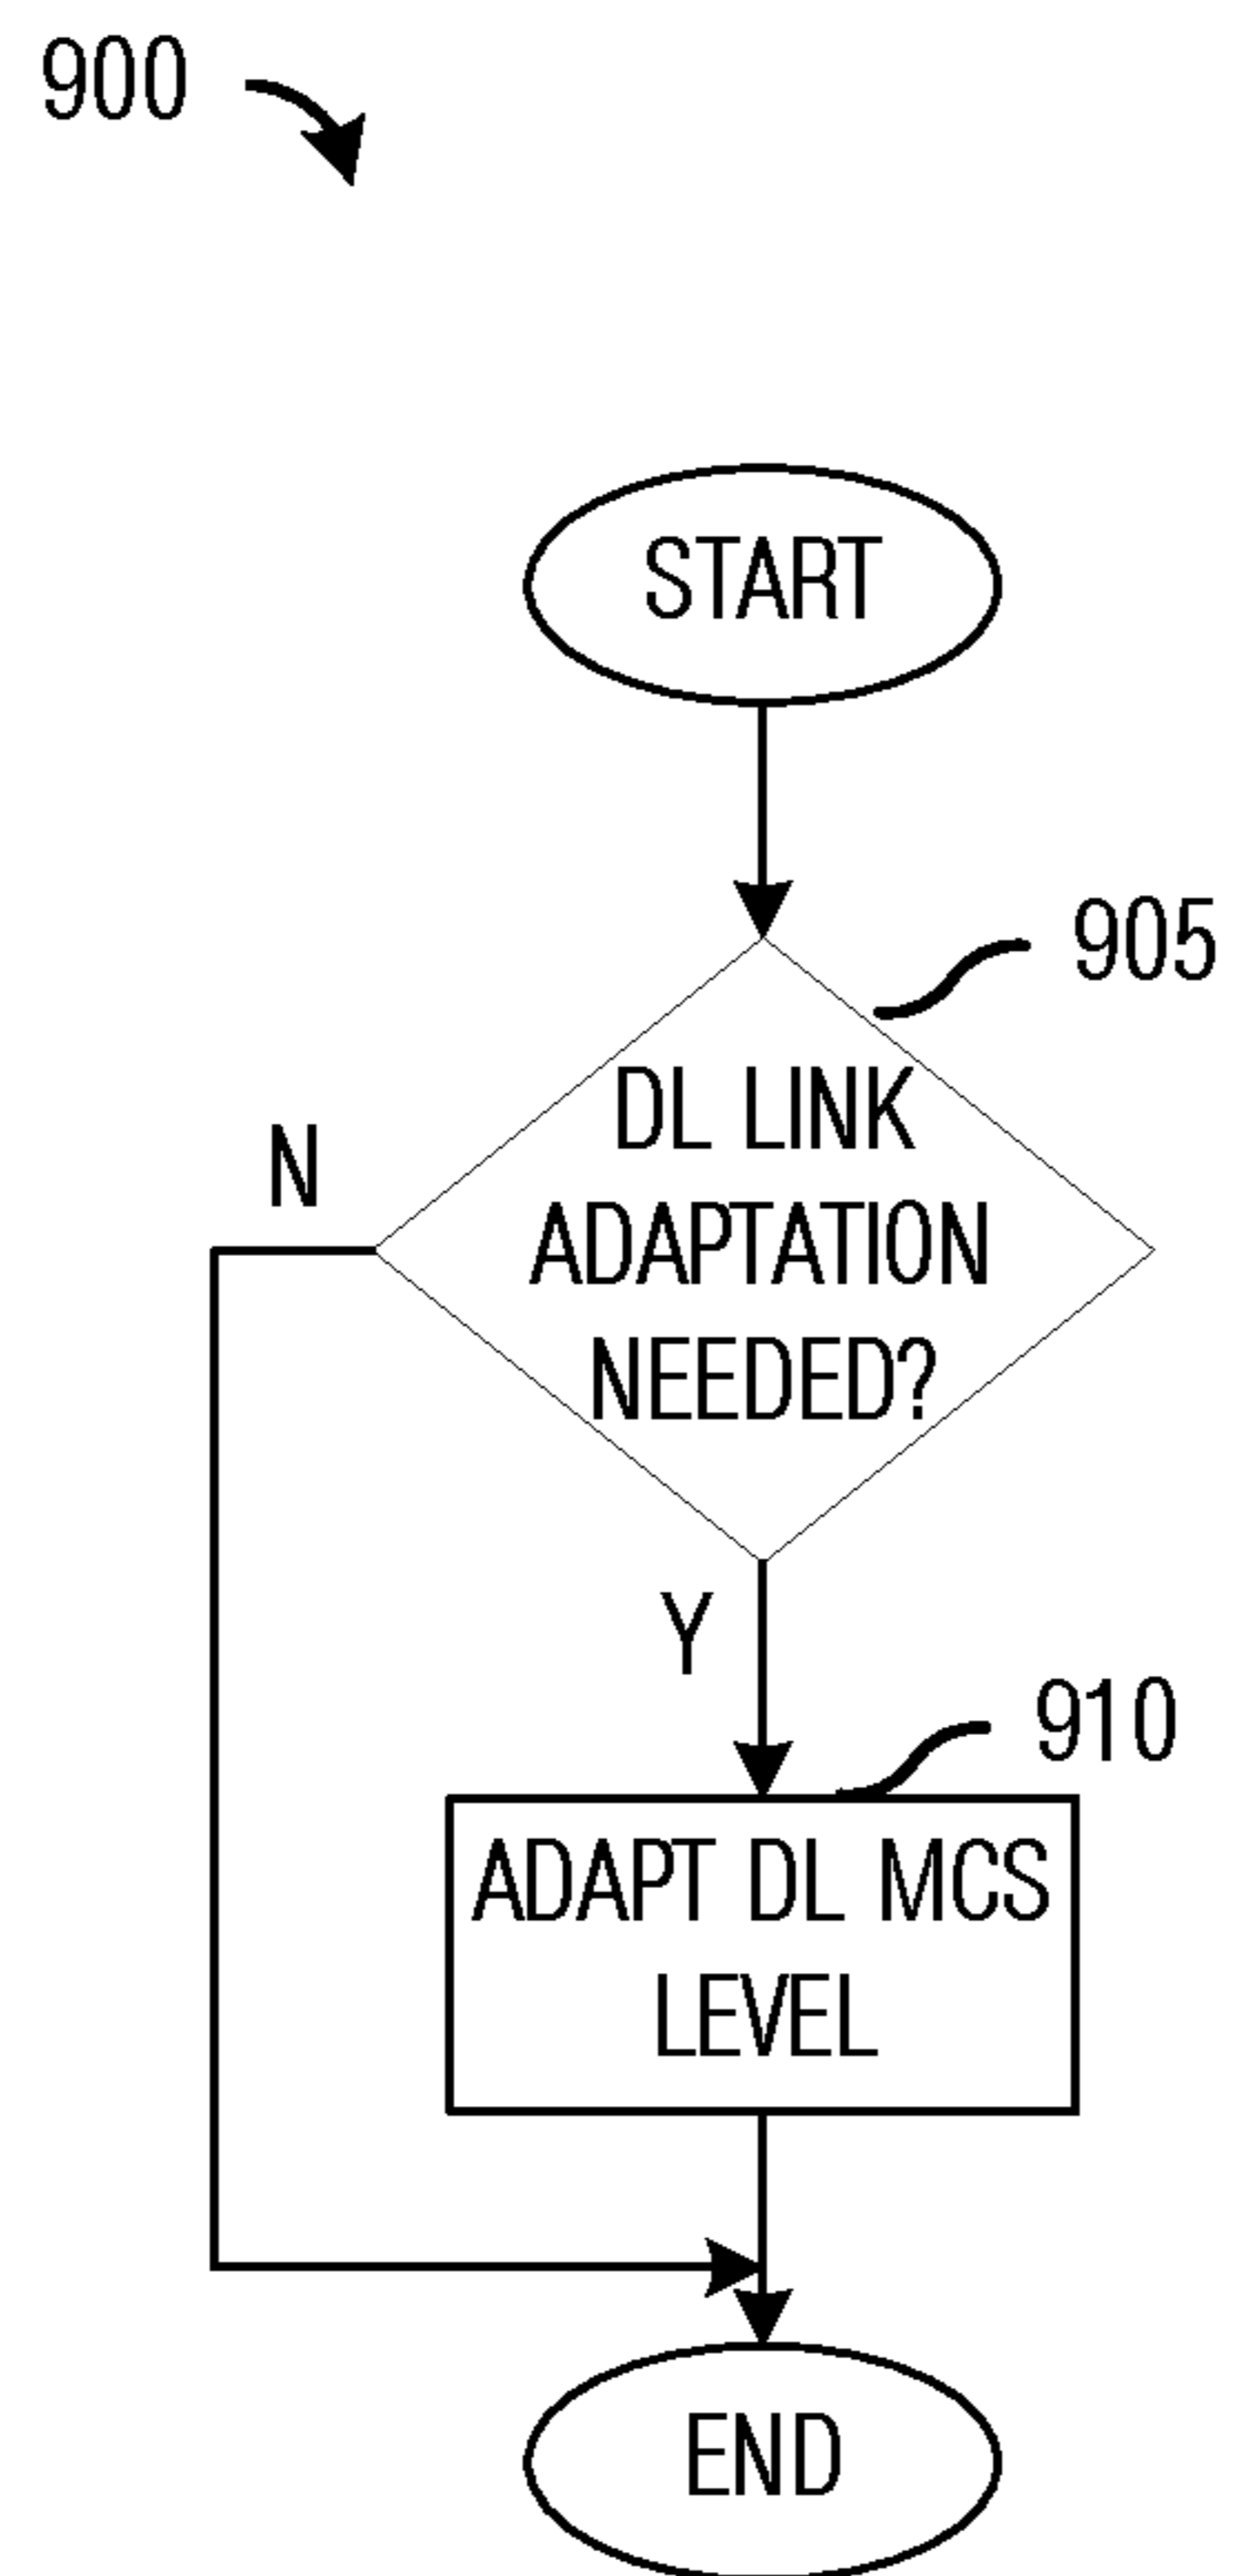 900
START
905
DL LINK
ADAPTATION
NEEDED?
N
Y
910
ADAPT DL MCS
LEVEL
END